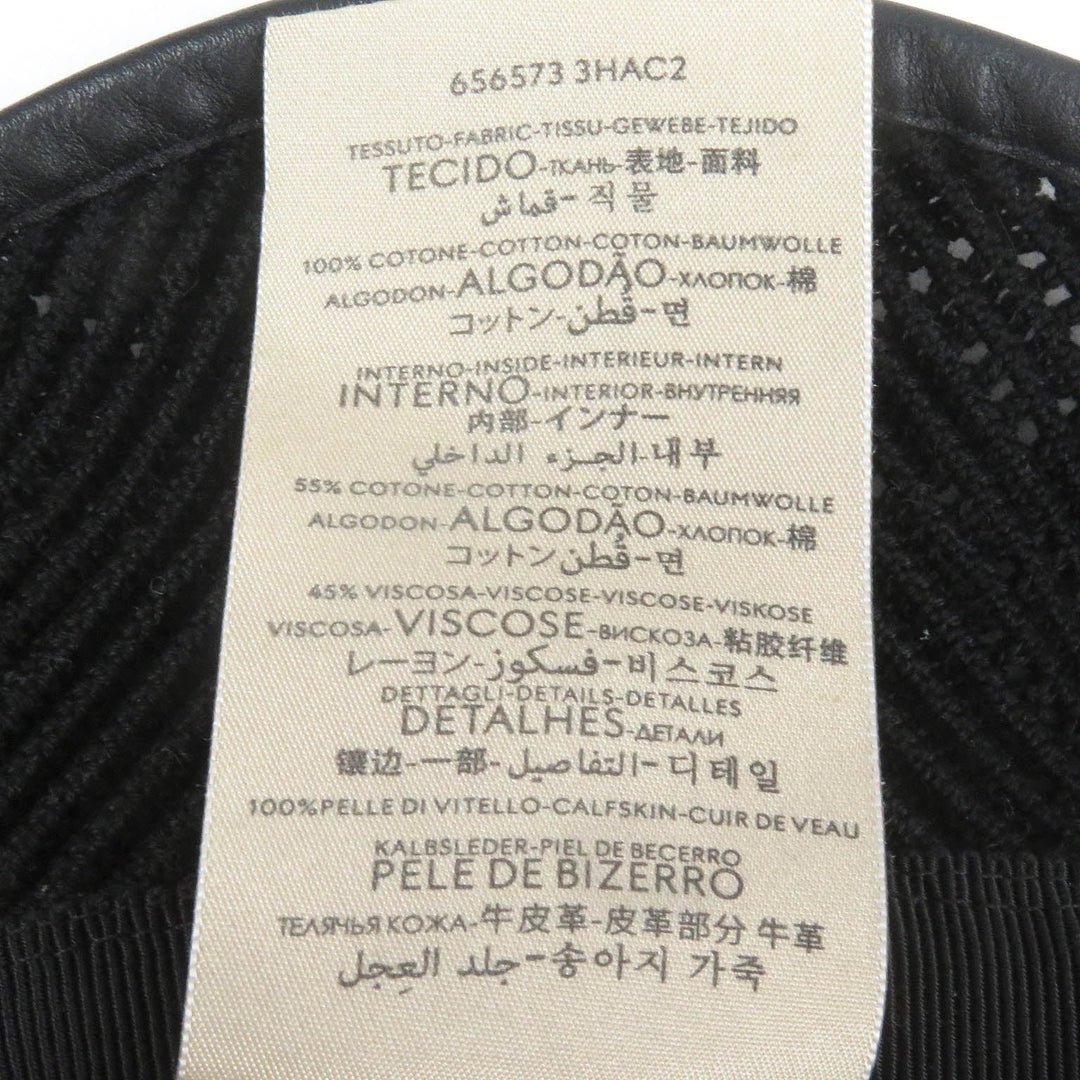 656573 3HAC2
TESSUTO-FABRIC-TISSU-GEWEBE-TEJIDO
TECIDO-ТКАНЬ-表地-面料
قماش-직물
100% COTONE-COTTON-COTON-BAUMWOLLE
ALGODON-ALGODÃO-ХЛОПОК-棉
コットン-قُطن-면
INTERNO-INSIDE-INTERIEUR-INTERN
INTERNO-INTERIOR-ВНУТРЕННЯЯ
内部-インナー
الجزء الداخلي-내부
55% COTONE-COTTON-COTON-BAUMWOLLE
ALGODON-ALGODÃO-ХЛОПОК-棉
コットン-قُطن-면
45% VISCOSA-VISCOSE-VISCOSE-VISKOSE
VISCOSA-VISCOSE-ВИСКОЗА-粘胶纤维
レーヨン-فسكوز-비스코스
DETTAGLI-DETAILS-DETALLES
DETALHES-ДЕТАЛИ
镶边-一部-التفاصيل-디테일
100%PELLE DI VITELLO-CALFSKIN-CUIR DE VEAU
KALBSLEDER-PIEL DE BECERRO
PELE DE BIZERRO
ТЕЛЯЧЬЯ КОЖА-牛皮革-皮革部分 牛革
جلد العِجل-송아지 가죽